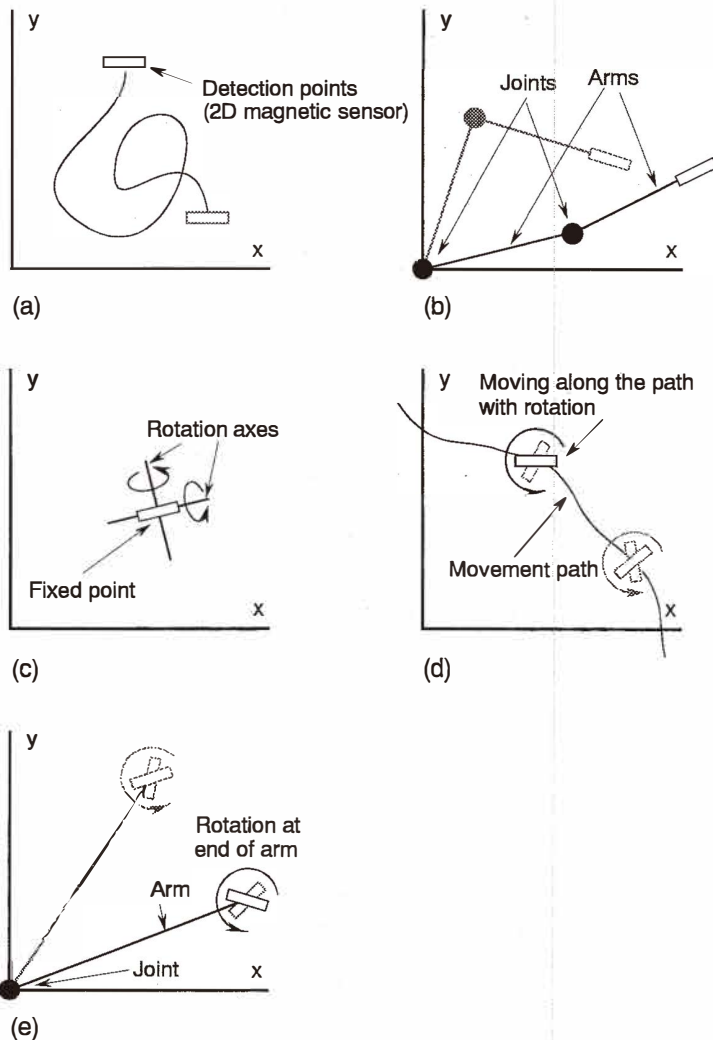 y
Detection points
(2D magnetic sensor)
x
(a)
y
Joints
Arms
x
(b)
y
Rotation axes
Fixed point
x
(c)
y
Moving along the path
with rotation
Movement path
x
(d)
y
Rotation at
end of arm
Arm
Joint
x
(e)